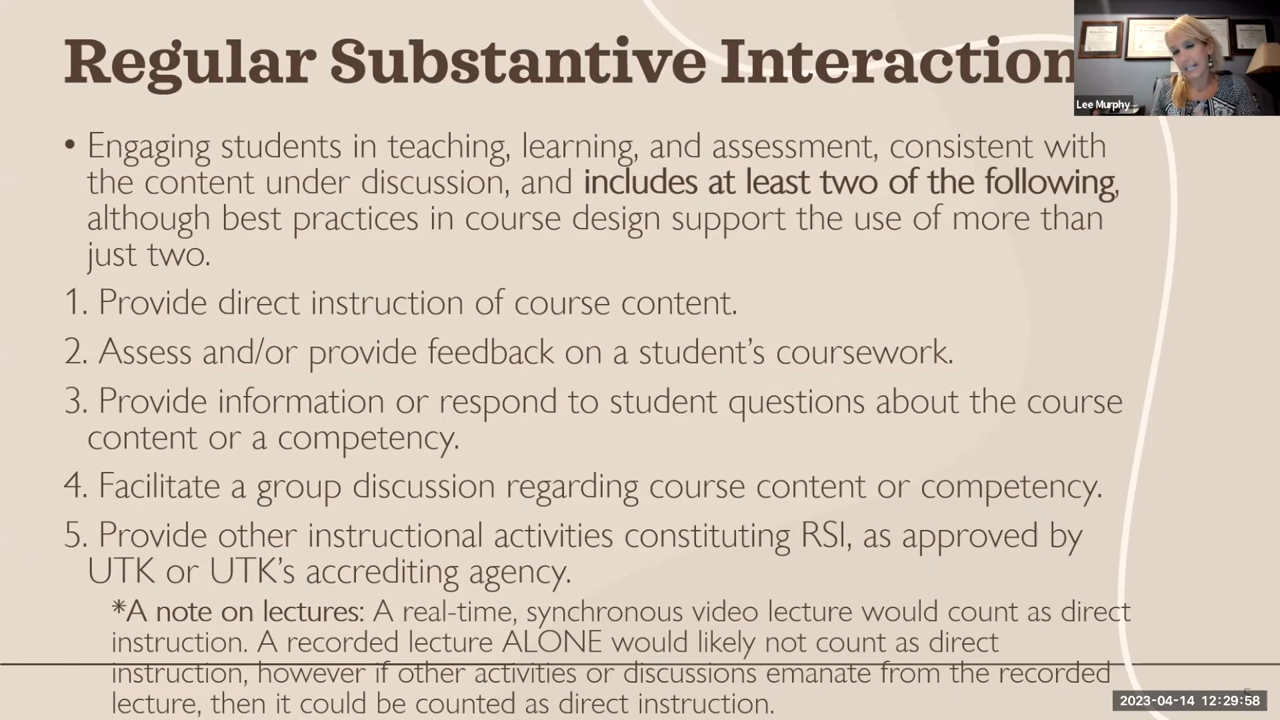 Regular Substantive Interaction
Lee Murphy
• Engaging students in teaching, learning, and assessment, consistent with
the content under discussion, and includes at least two of the following,
although best practices in course design support the use of more than
just two.
1. Provide direct instruction of course content.
2. Assess and/or provide feedback on a student’s coursework.
3. Provide information or respond to student questions about the course
content or a competency.
4. Facilitate a group discussion regarding course content or competency.
5. Provide other instructional activities constituting RSI, as approved by
UTK or UTK’s accrediting agency.
*A note on lectures: A real-time, synchronous video lecture would count as direct
instruction. A recorded lecture ALONE would likely not count as direct
instruction, however if other activities or discussions emanate from the recorded
lecture, then it could be counted as direct instruction.
2023-04-14 12:29:58